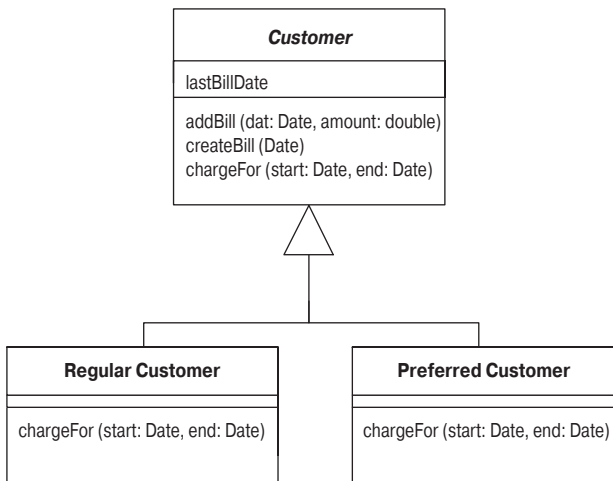 Customer
lastBillDate
addBill (dat: Date, amount: double)
createBill (Date)
chargeFor (start: Date, end: Date)
Regular Customer
chargeFor (start: Date, end: Date)
Preferred Customer
chargeFor (start: Date, end: Date)